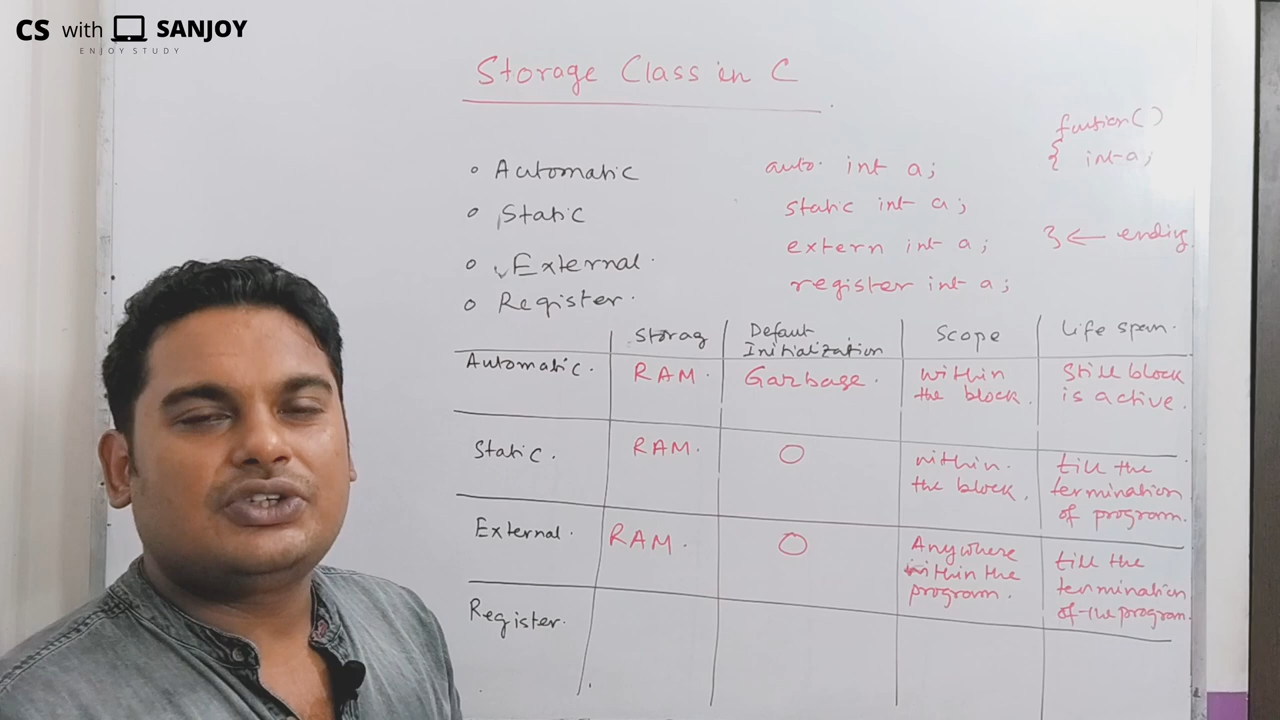 CS with SANJOY
ENJOY STUDY
Storage Class in C
• Automatic auto int a;
• Static static int a;
• External. extern int a;
• Register. register int a;
function()
{ int a;
} ← ending
Storag Default Initialization Scope Life span.
Automatic. RAM. Garbage. within the block. Still block is active.
Static. RAM. 0 within. the block. till the termination of program.
External. RAM. 0 Anywhere within the program. till the termination of the program.
Register.